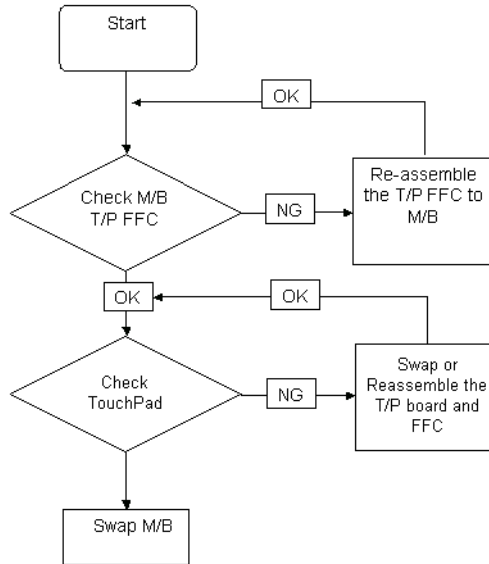 Start
OK
Check M/B
T/P FFC
NG
Re-assemble
the T/P FFC to
M/B
OK
OK
Check
TouchPad
NG
Swap or
Reassemble the
T/P board and
FFC
Swap M/B